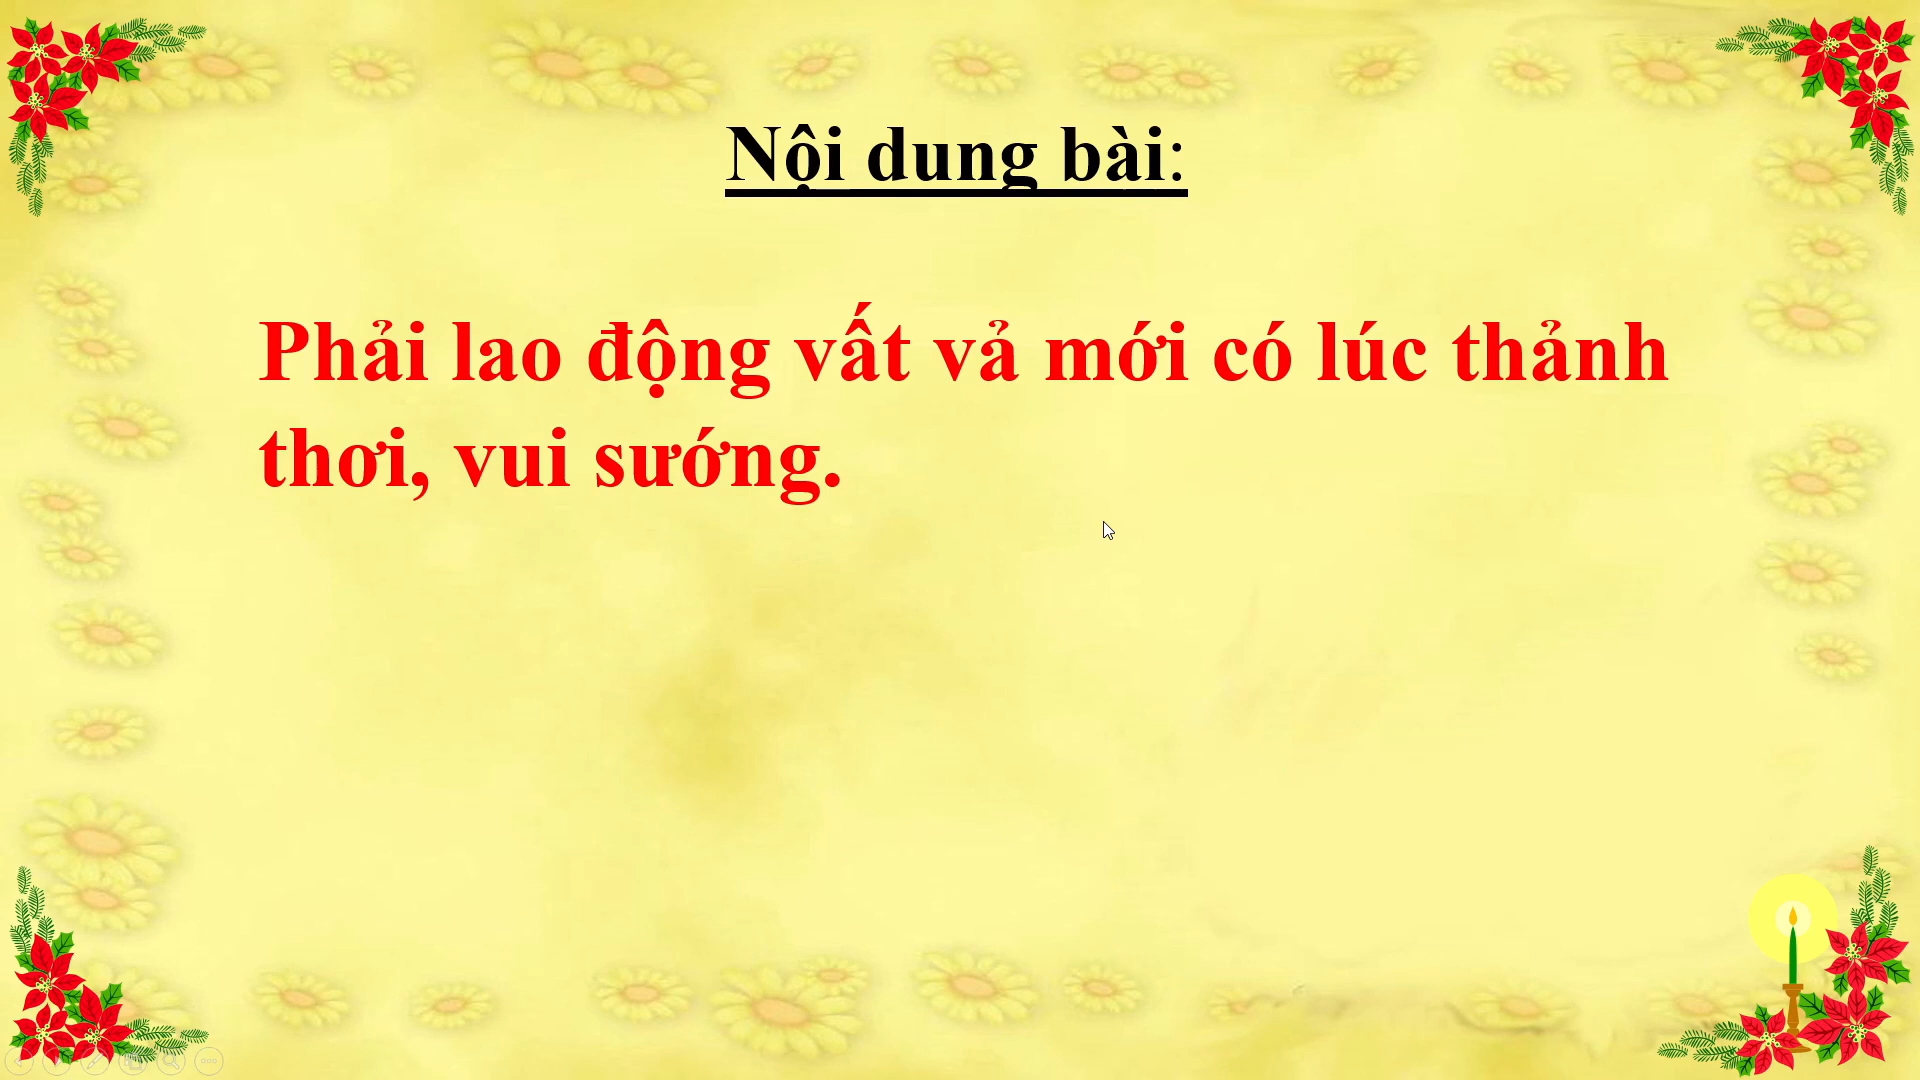 Nội dung bài:
Phải lao động vất vả mới có lúc thảnh
thơi, vui sướng.